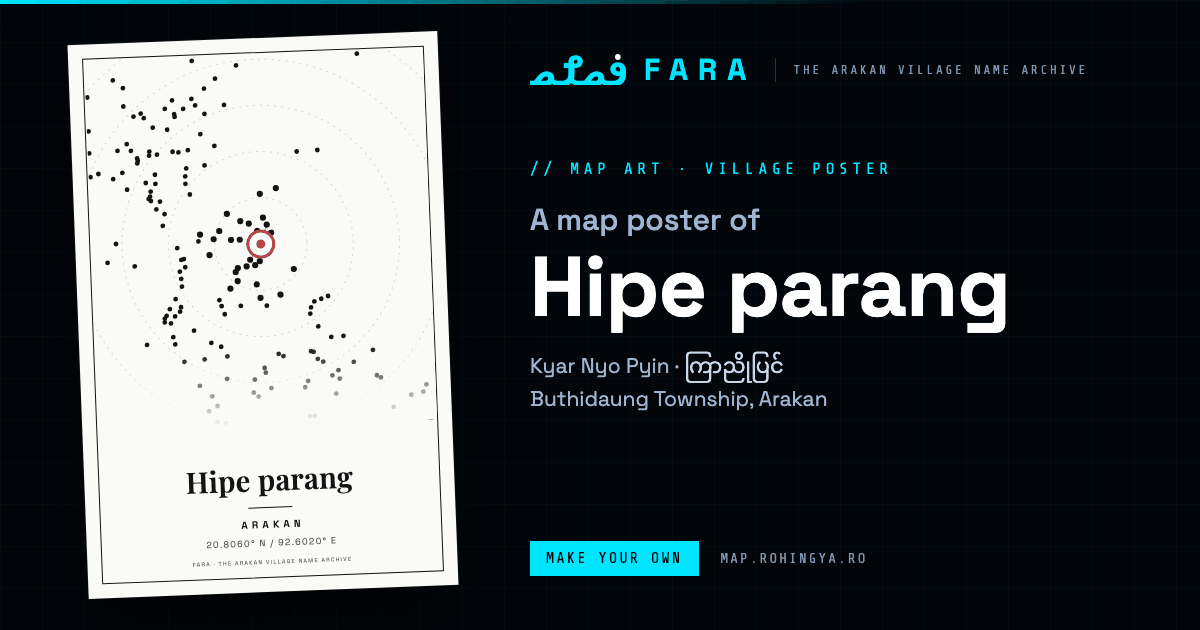 Hipe parang
ARAKAN
20.8060° N / 92.6020° E
FARA · THE ARAKAN VILLAGE NAME ARCHIVE
FARA
THE ARAKAN VILLAGE NAME ARCHIVE
// MAP ART · VILLAGE POSTER
A map poster of
Hipe parang
Kyar Nyo Pyin · ကြာညိုပြင်
Buthidaung Township, Arakan
MAKE YOUR OWN
MAP.ROHINGYA.RO